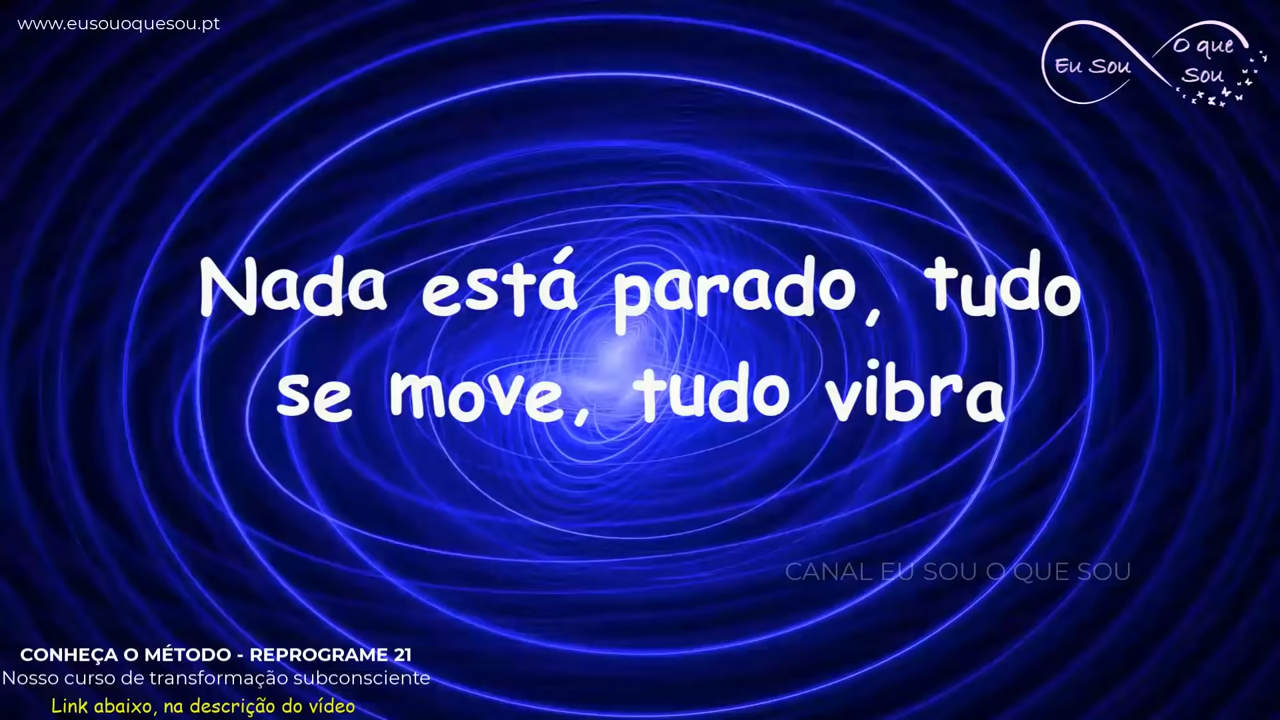 www.eusouoquesou.pt
Eu Sou
O que
Sou
Nada está parado, tudo
se move, tudo vibra
CANAL EU SOU O QUE SOU
CONHEÇA O MÉTODO - REPROGRAME 21
Nosso curso de transformação subconsciente
Link abaixo, na descrição do vídeo